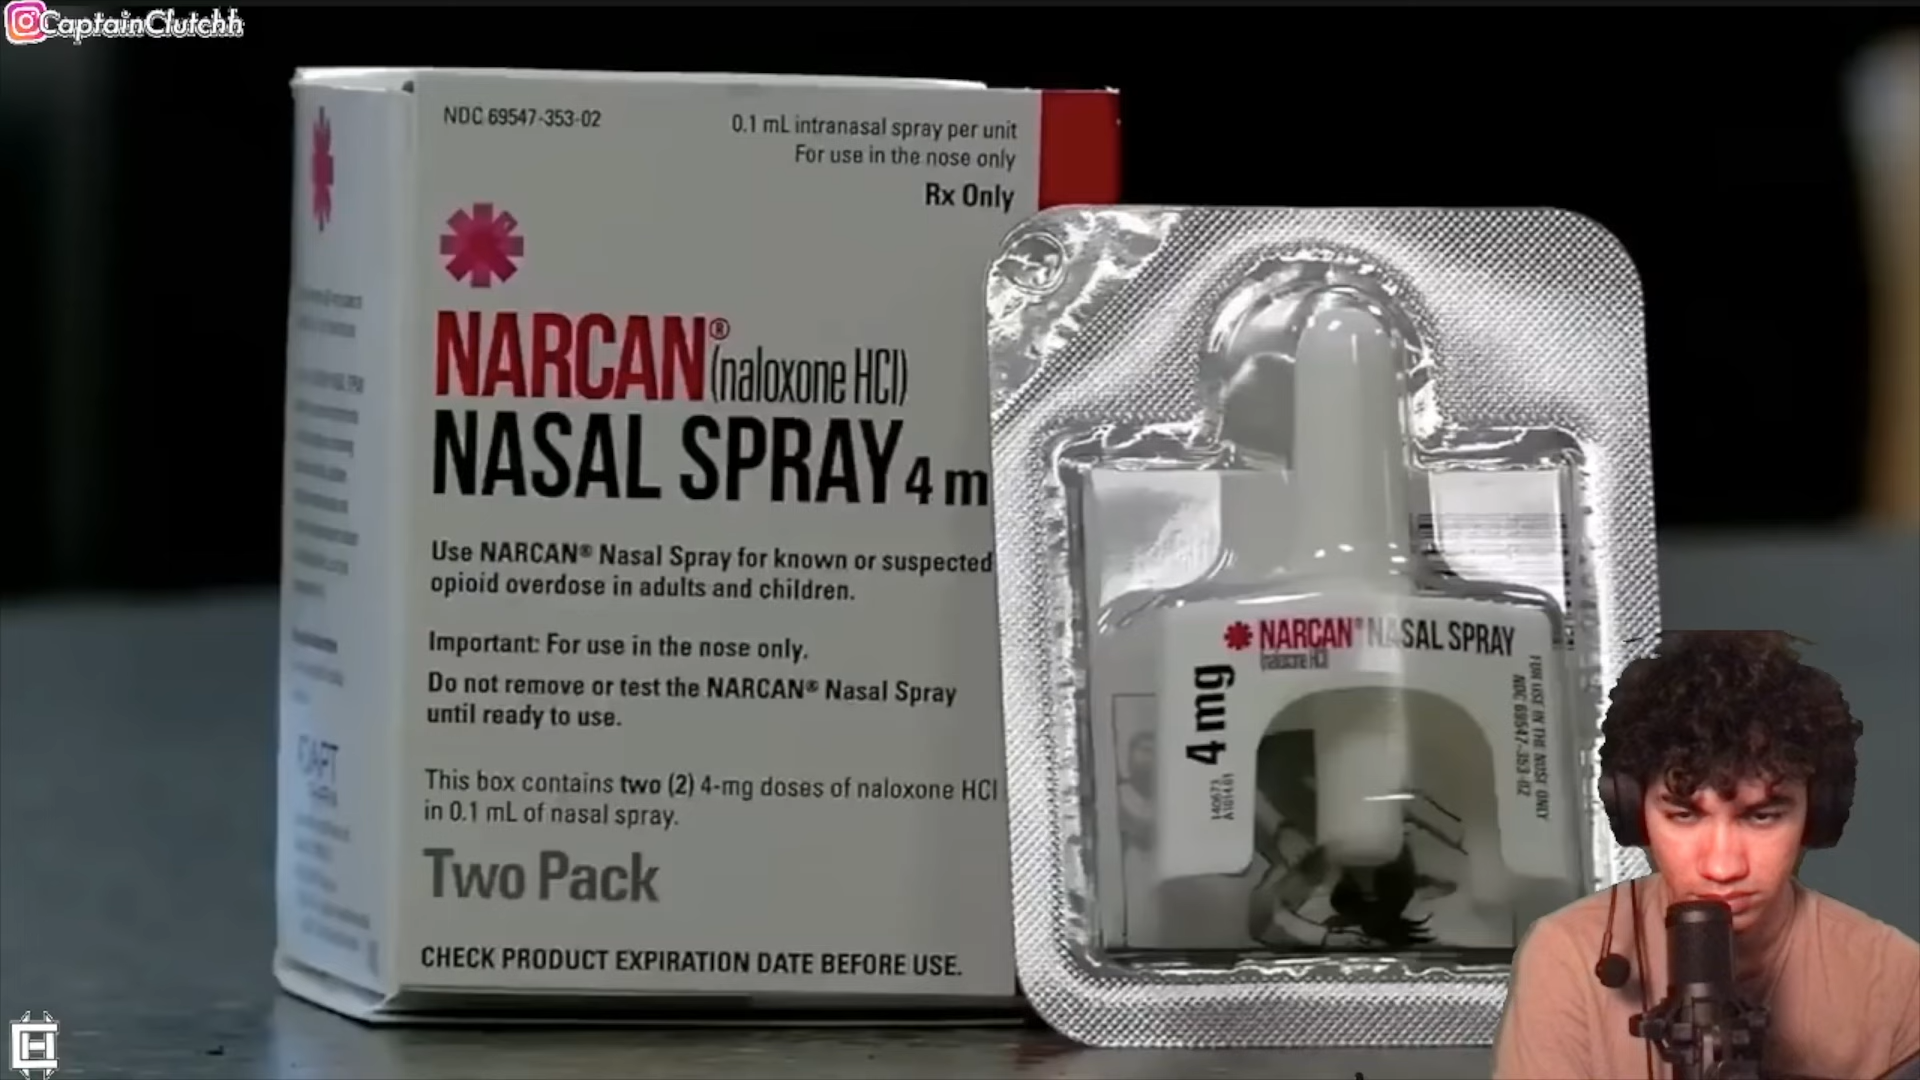 CaptainClutchh
NDC 69547-353-02
0.1 mL intranasal spray per unit
For use in the nose only
Rx Only
NARCAN® (naloxone HCl)
NASAL SPRAY 4 m
Use NARCAN® Nasal Spray for known or suspected
opioid overdose in adults and children.
Important: For use in the nose only.
Do not remove or test the NARCAN® Nasal Spray
until ready to use.
This box contains two (2) 4-mg doses of naloxone HCl
in 0.1 mL of nasal spray.
Two Pack
CHECK PRODUCT EXPIRATION DATE BEFORE USE.
NARCAN® NASAL SPRAY
(naloxone HCl)
4 mg
FOR USE IN THE NOSE ONLY
NDC 69547-353-02